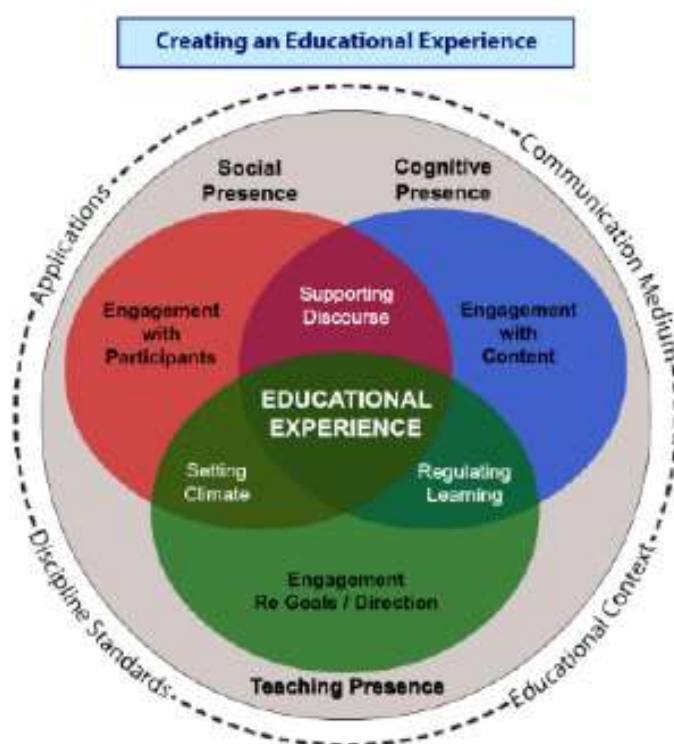 Creating an Educational Experience
Social
Presence
Cognitive
Presence
Applications
Communication Medium
Engagement
with
Participants
Supporting
Discourse
Engagement
with
Content
EDUCATIONAL
EXPERIENCE
Setting
Climate
Regulating
Learning
Engagement
Re Goals / Direction
Teaching Presence
Discipline Standards
Educational Context